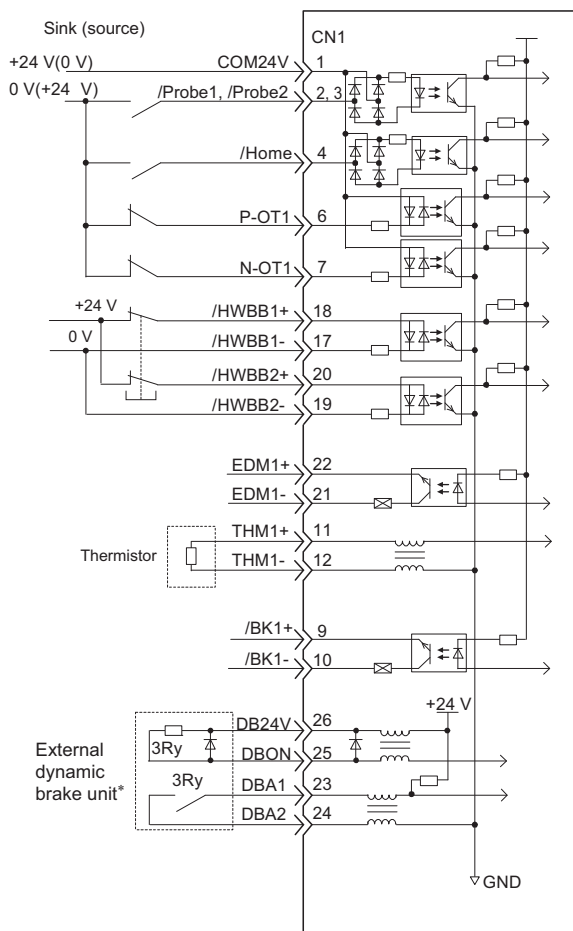 Sink (source)
CN1
+24 V(0 V)
COM24V
1
0 V(+24 V)
/Probe1, /Probe2
2, 3
/Home
4
P-OT1
6
N-OT1
7
+24 V
/HWBB1+
18
0 V
/HWBB1-
17
/HWBB2+
20
/HWBB2-
19
EDM1+
22
EDM1-
21
THM1+
11
Thermistor
THM1-
12
/BK1+
9
/BK1-
10
+24 V
DB24V
26
3Ry
DBON
25
External
dynamic
brake unit*
3Ry
DBA1
23
DBA2
24
GND